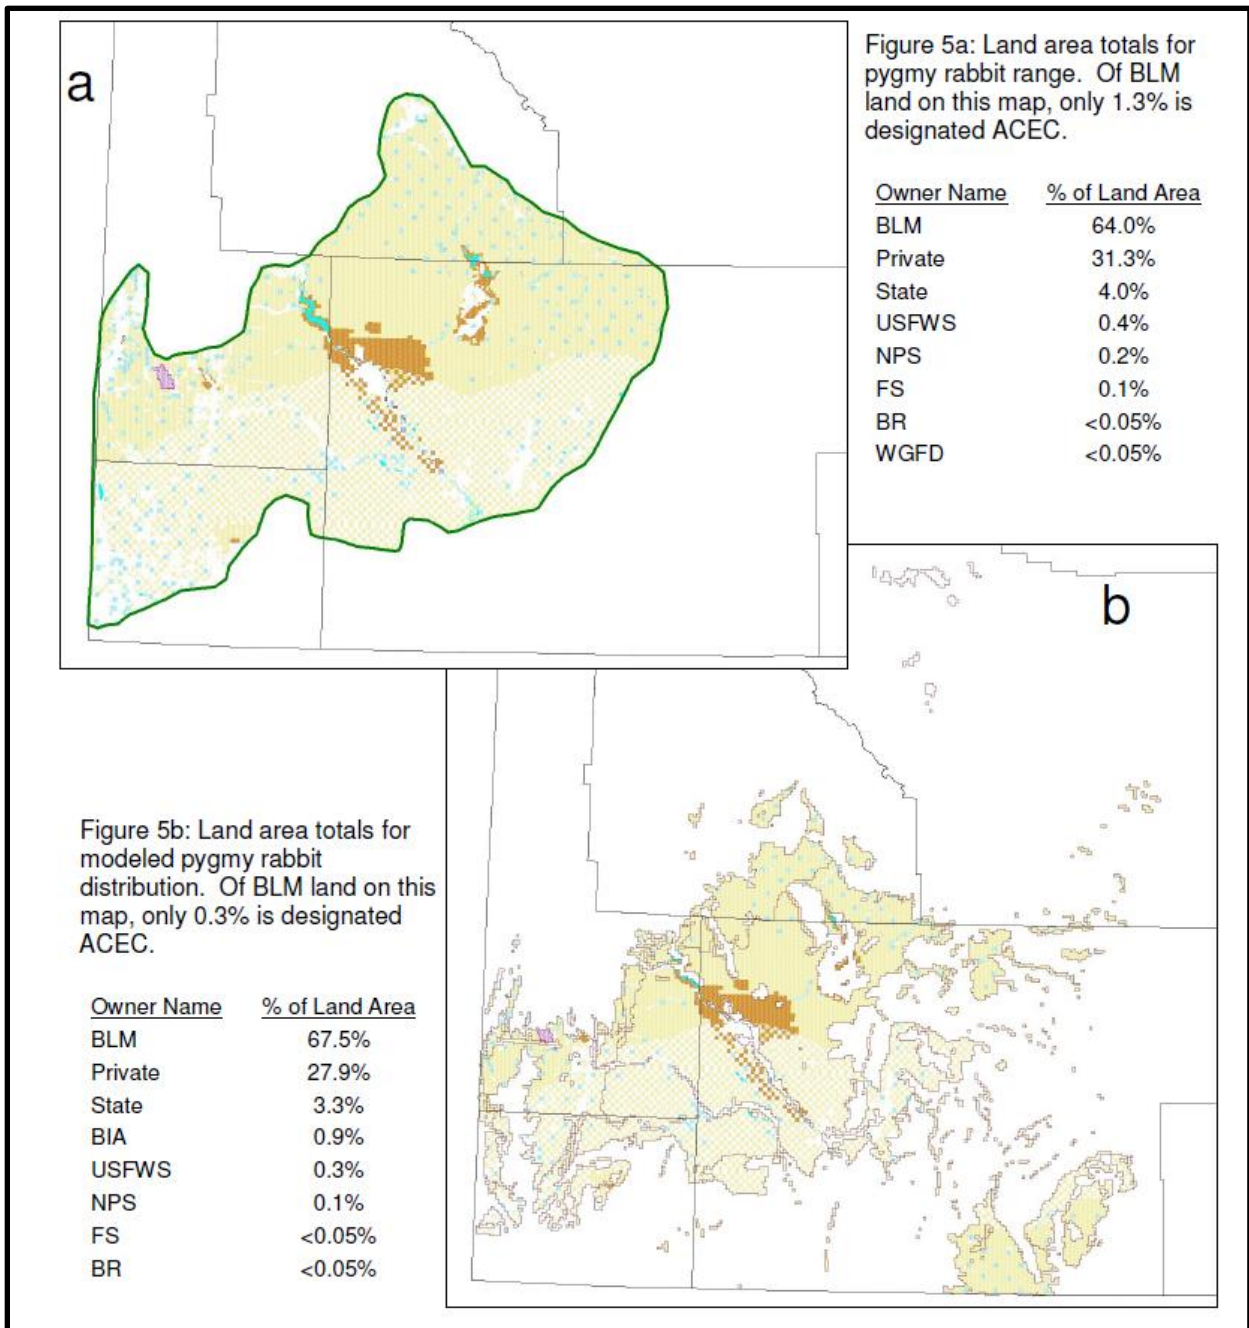 a
Figure 5a: Land area totals for
pygmy rabbit range. Of BLM
land on this map, only 1.3% is
designated ACEC.
Owner Name % of Land Area
BLM 64.0%
Private 31.3%
State 4.0%
USFWS 0.4%
NPS 0.2%
FS 0.1%
BR <0.05%
WGFD <0.05%
b
Figure 5b: Land area totals for
modeled pygmy rabbit
distribution. Of BLM land on this
map, only 0.3% is designated
ACEC.
Owner Name % of Land Area
BLM 67.5%
Private 27.9%
State 3.3%
BIA 0.9%
USFWS 0.3%
NPS 0.1%
FS <0.05%
BR <0.05%